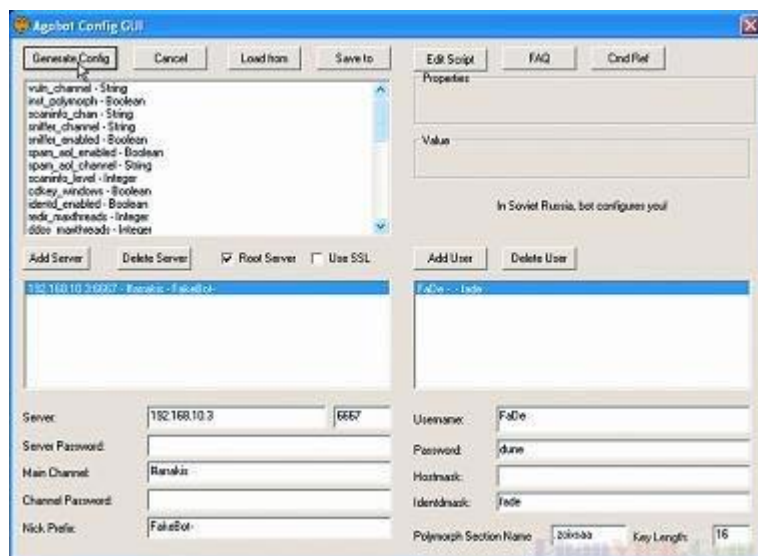 Agobot Config GUI
Generate Config
Cancel
Load from
Save to
Edit Script
FAQ
Cmd Ref
vuln_channel - String
inst_polymorph - Boolean
scaninfo_chan - String
sniffer_channel - String
sniffer_enabled - Boolean
spam_aol_enabled - Boolean
spam_aol_channel - String
scaninfo_level - Integer
cdkey_windows - Boolean
identd_enabled - Boolean
redir_maxthreads - Integer
ddos_maxthreads - Integer
Properties
Value
In Soviet Russia, bot configures you!
Add Server
Delete Server
Root Server
Use SSL
Add User
Delete User
192.168.10.3:6667 - #anakis - FakeBot-
FaDe - - fade
Server:
192.168.10.3
6667
Server Password:
Main Channel:
#anakis
Channel Password:
Nick Prefix:
FakeBot-
Username:
FaDe
Password:
dune
Hostmask:
Identdmask:
fade
Polymorph Section Name
Key Length:
16